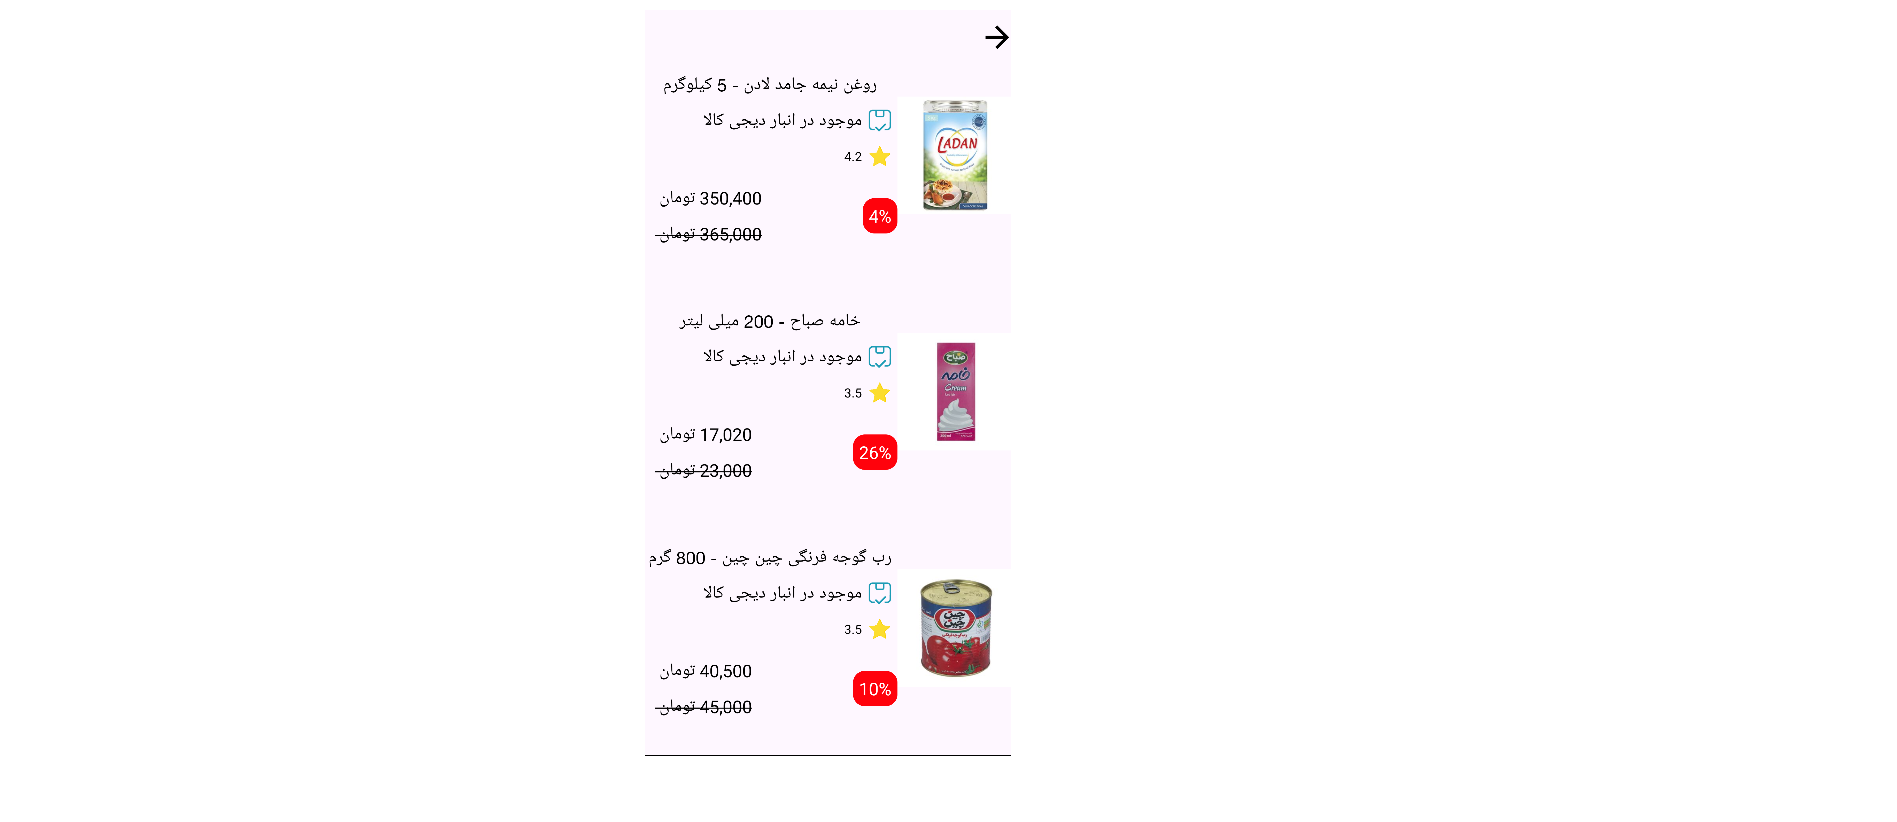 روغن نیمه جامد لادن - 5 کیلوگرم
موجود در انبار دیجی کالا
4.2
LADAN
350,400 تومان
4%
365,000 تومان
خامه صباح - 200 میلی لیتر
موجود در انبار دیجی کالا
3.5
صباح
خامه
Cream
17,020 تومان
26%
23,000 تومان
رب گوجه فرنگی چین چین - 800 گرم
موجود در انبار دیجی کالا
3.5
چین
چین
رب گوجه فرنگی
40,500 تومان
10%
45,000 تومان